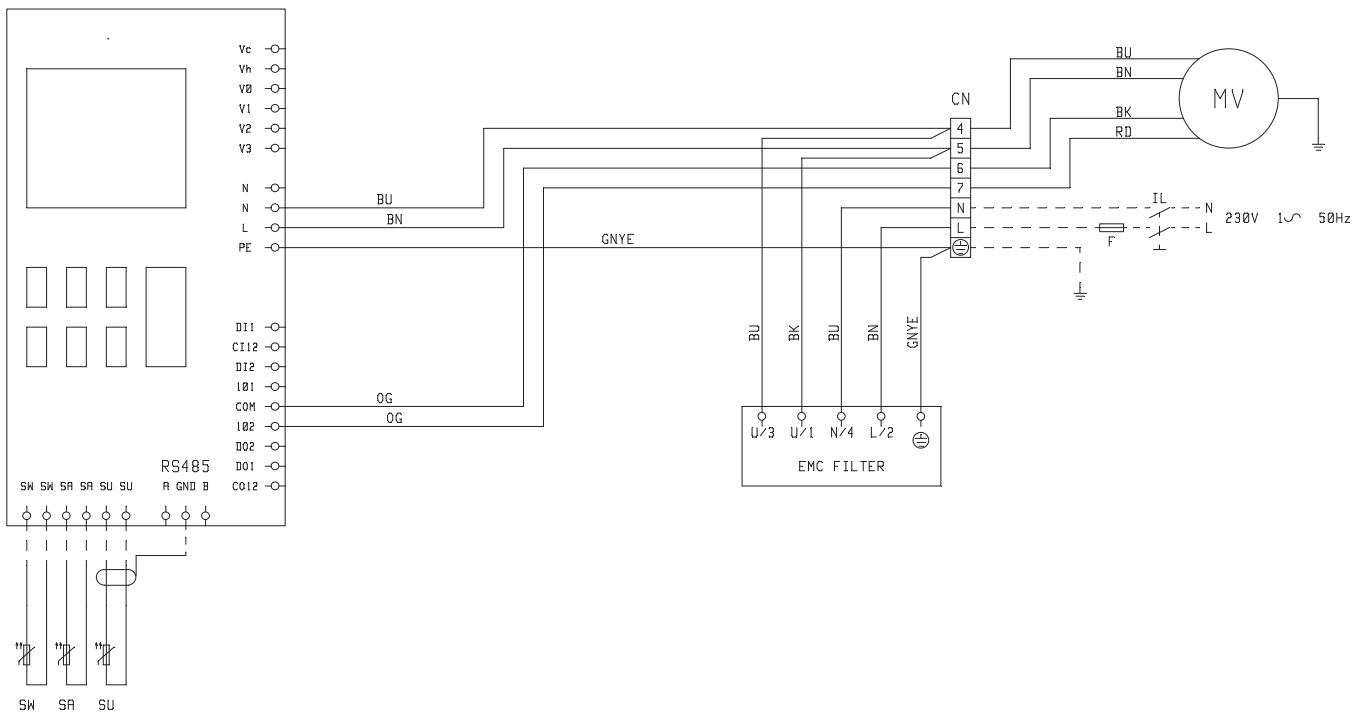 Vc
Vh
V0
V1
V2
V3
N
N
L
PE
DI1
CI12
DI2
101
COM
102
DO2
DO1
CO12
RS485
SW SW SA SA SU SU A GND B
SW SA SU
BU
BN
GNYE
OG
OG
CN
4
5
6
7
N
L
BU
BN
BK
RD
MV
IL
N
L
230V 1 50Hz
F
BU
BK
BU
BN
GNYE
U/3 U/1 N/4 L/2
EMC FILTER